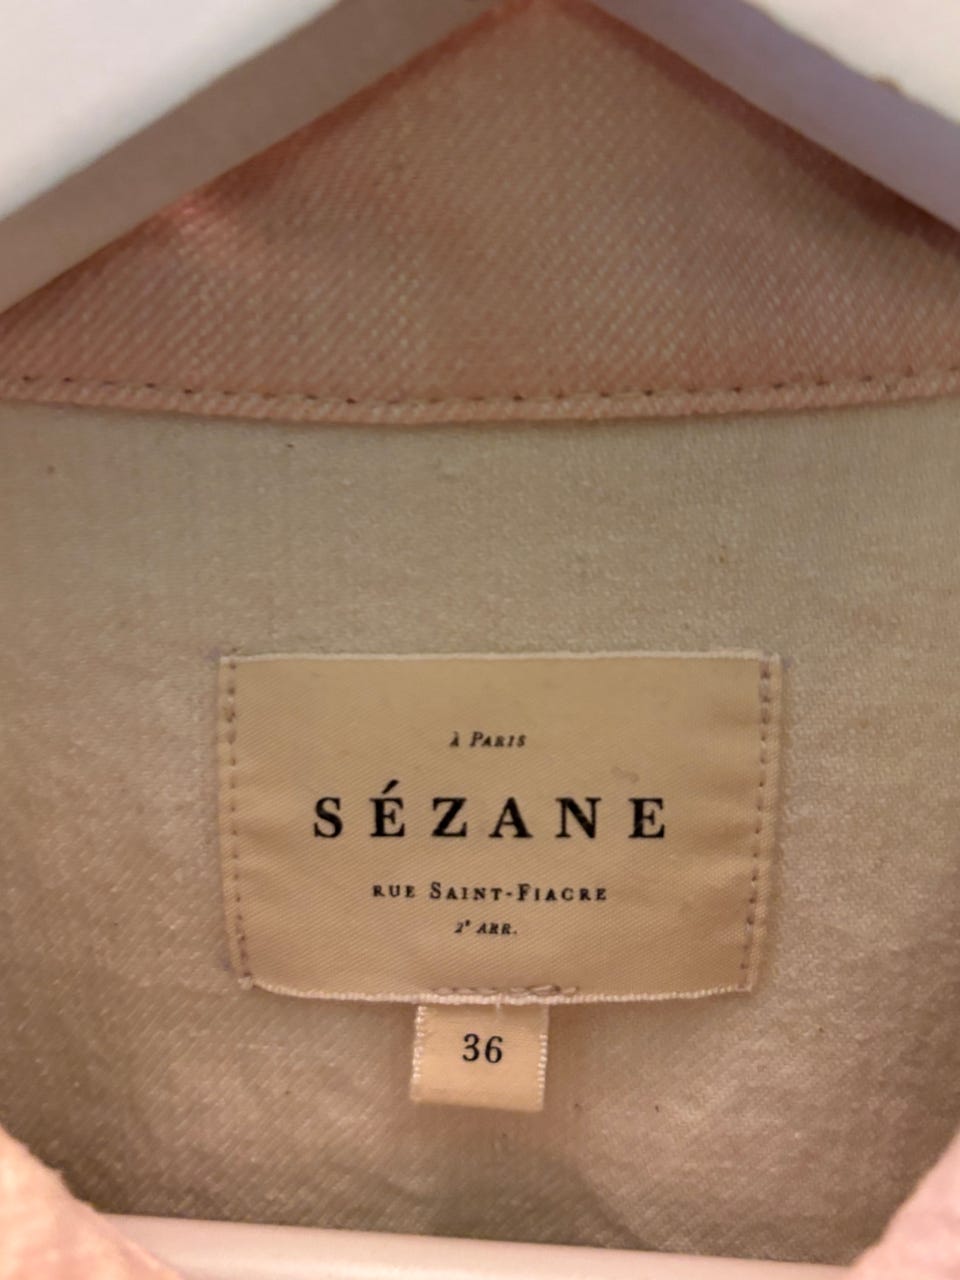 à Paris
SÉZANE
RUE SAINT-FIACRE
2e ARR.
36